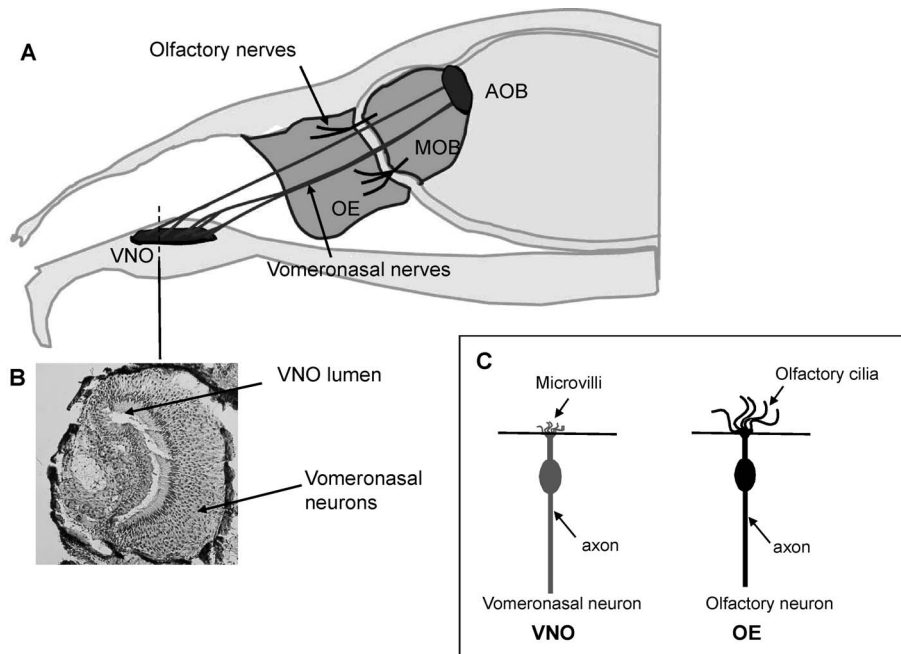 A
Olfactory nerves
AOB
MOB
OE
VNO
Vomeronasal nerves
B
VNO lumen
Vomeronasal
neurons
C
Microvilli
Olfactory cilia
axon
axon
Vomeronasal neuron
Olfactory neuron
VNO
OE